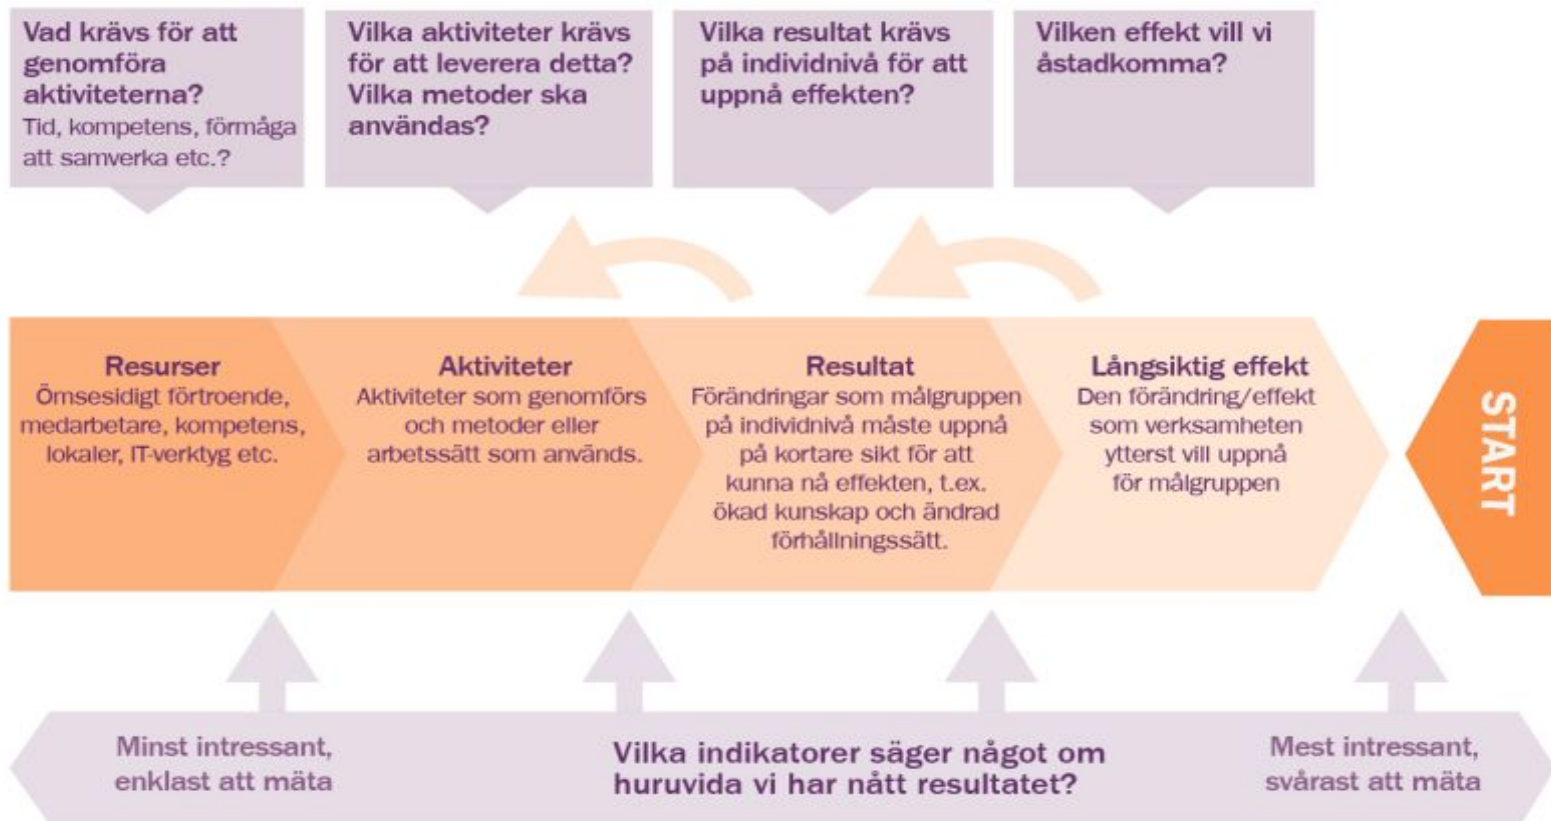 Vad krävs för att
genomföra
aktiviteterna?
Tid, kompetens, förmåga
att samverka etc.?
Vilka aktiviteter krävs
för att leverera detta?
Vilka metoder ska
användas?
Vilka resultat krävs
på individnivå för att
uppnå effekten?
Vilken effekt vill vi
åstadkomma?
Resurser
Ömsesidigt förtroende,
medarbetare, kompetens,
lokaler, IT-verktyg etc.
Aktiviteter
Aktiviteter som genomförs
och metoder eller
arbetssätt som används.
Resultat
Förändringar som målgruppen
på individnivå måste uppnå
på kortare sikt för att
kunna nå effekten, t.ex.
ökad kunskap och ändrad
förhållningssätt.
Långsiktig effekt
Den förändring/effekt
som verksamheten
ytterst vill uppnå
för målgruppen
START
Minst intressant,
enklast att mäta
Vilka indikatorer säger något om
huruvida vi har nått resultatet?
Mest intressant,
svårast att mäta